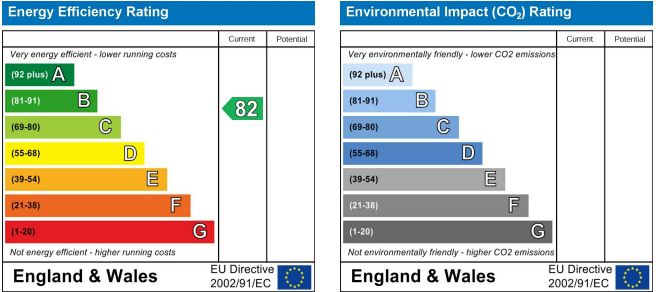 Energy Efficiency Rating
Current Potential
Very energy efficient - lower running costs
(92 plus) A
(81-91) B
82
(69-80) C
(55-68) D
(39-54) E
(21-38) F
(1-20) G
Not energy efficient - higher running costs
England & Wales
EU Directive
2002/91/EC
Environmental Impact (CO₂) Rating
Current Potential
Very environmentally friendly - lower CO2 emissions
(92 plus) A
(81-91) B
(69-80) C
(55-68) D
(39-54) E
(21-38) F
(1-20) G
Not environmentally friendly - higher CO2 emissions
England & Wales
EU Directive
2002/91/EC